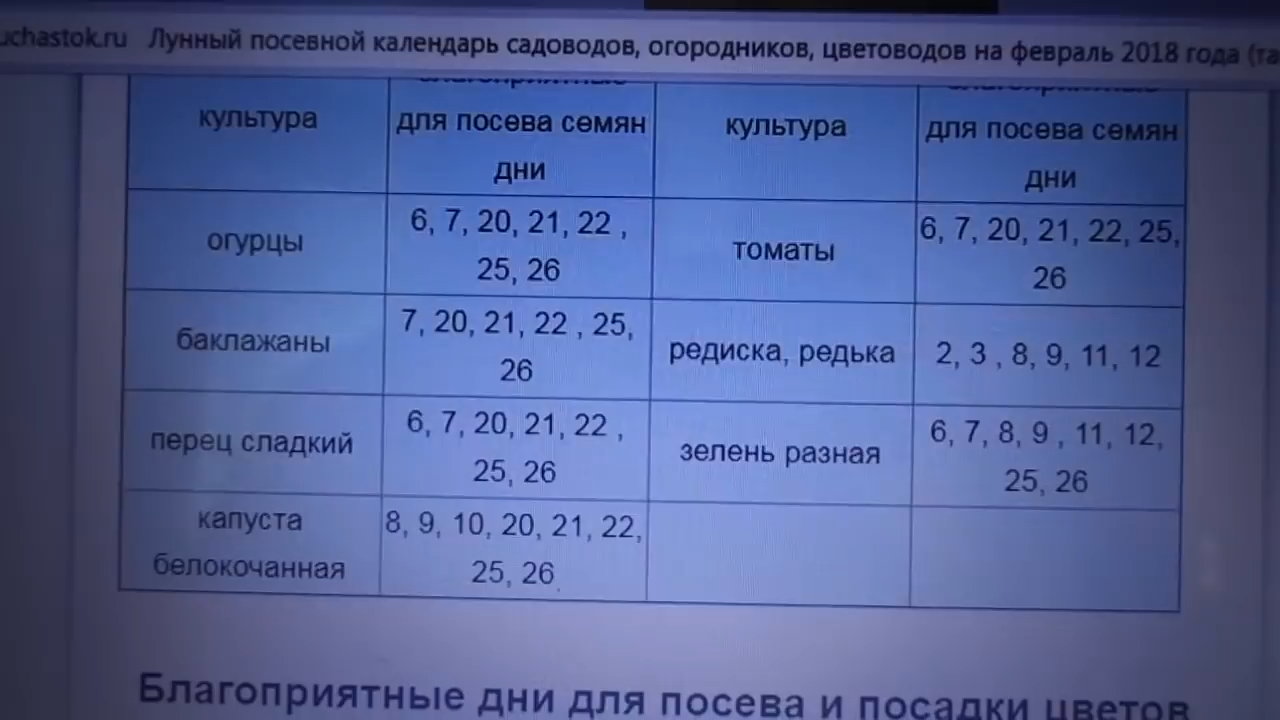 uchastok.ru Лунный посевной календарь садоводов, огородников, цветоводов на февраль 2018 года
культура
для посева семян
дни
культура
для посева семян
дни
огурцы
6, 7, 20, 21, 22 ,
25, 26
томаты
6, 7, 20, 21, 22, 25,
26
баклажаны
7, 20, 21, 22 , 25,
26
редиска, редька
2, 3 , 8, 9, 11, 12
перец сладкий
6, 7, 20, 21, 22 ,
25, 26
зелень разная
6, 7, 8, 9 , 11, 12,
25, 26
капуста
белокочанная
8, 9, 10, 20, 21, 22,
25, 26
Благоприятные дни для посева и посадки цветов